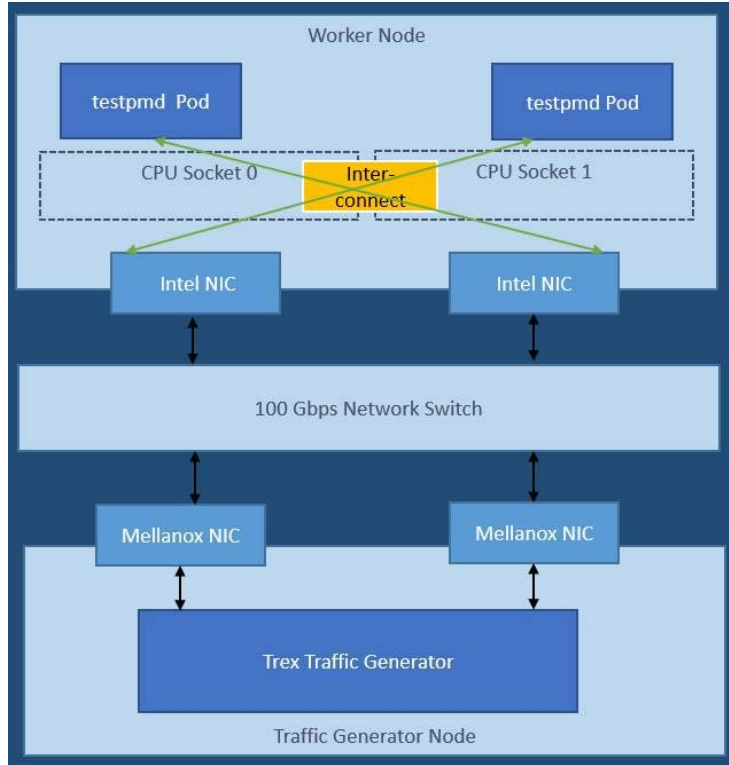 Worker Node
testpmd Pod
testpmd Pod
CPU Socket 0
Inter-
connect
CPU Socket 1
Intel NIC
Intel NIC
100 Gbps Network Switch
Mellanox NIC
Mellanox NIC
Trex Traffic Generator
Traffic Generator Node